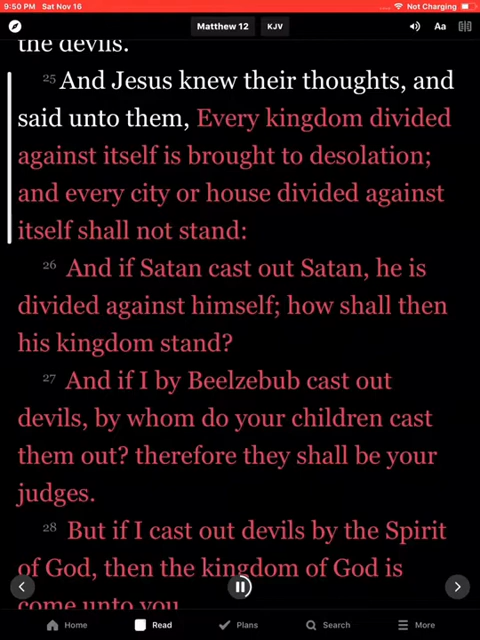 9:50 PM Sat Nov 16 Not Charging
Matthew 12 KJV Aa
the devils.
25 And Jesus knew their thoughts, and
said unto them, Every kingdom divided
against itself is brought to desolation;
and every city or house divided against
itself shall not stand:
26 And if Satan cast out Satan, he is
divided against himself; how shall then
his kingdom stand?
27 And if I by Beelzebub cast out
devils, by whom do your children cast
them out? therefore they shall be your
judges.
28 But if I cast out devils by the Spirit
of God, then the kingdom of God is
come unto you
Home Read Plans Search More